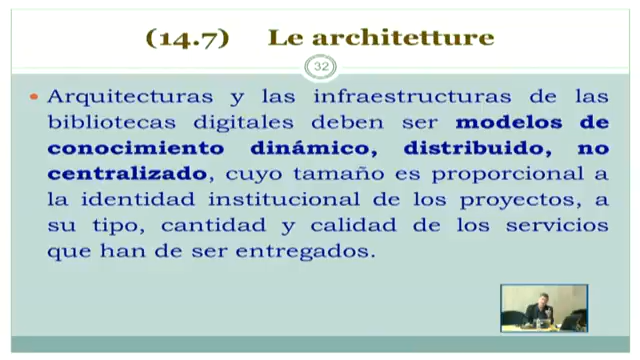 (14.7) Le architetture
32
• Arquitecturas y las infraestructuras de las
bibliotecas digitales deben ser modelos de
conocimiento dinámico, distribuido, no
centralizado, cuyo tamaño es proporcional a
la identidad institucional de los proyectos, a
su tipo, cantidad y calidad de los servicios
que han de ser entregados.